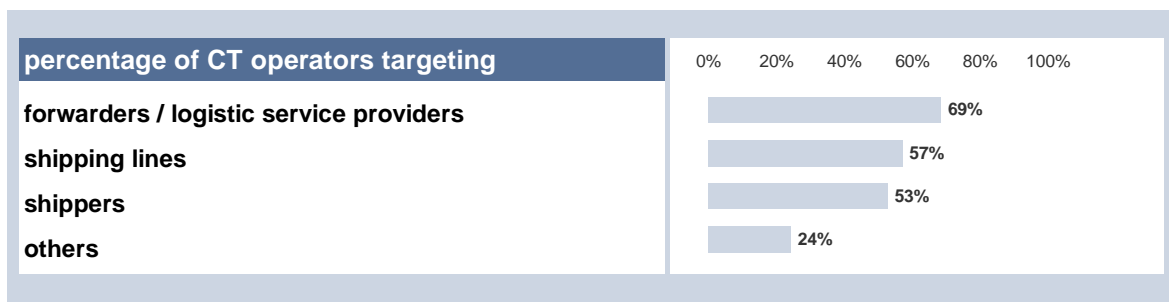 percentage of CT operators targeting
0% 20% 40% 60% 80% 100%
forwarders / logistic service providers 69%
shipping lines 57%
shippers 53%
others 24%